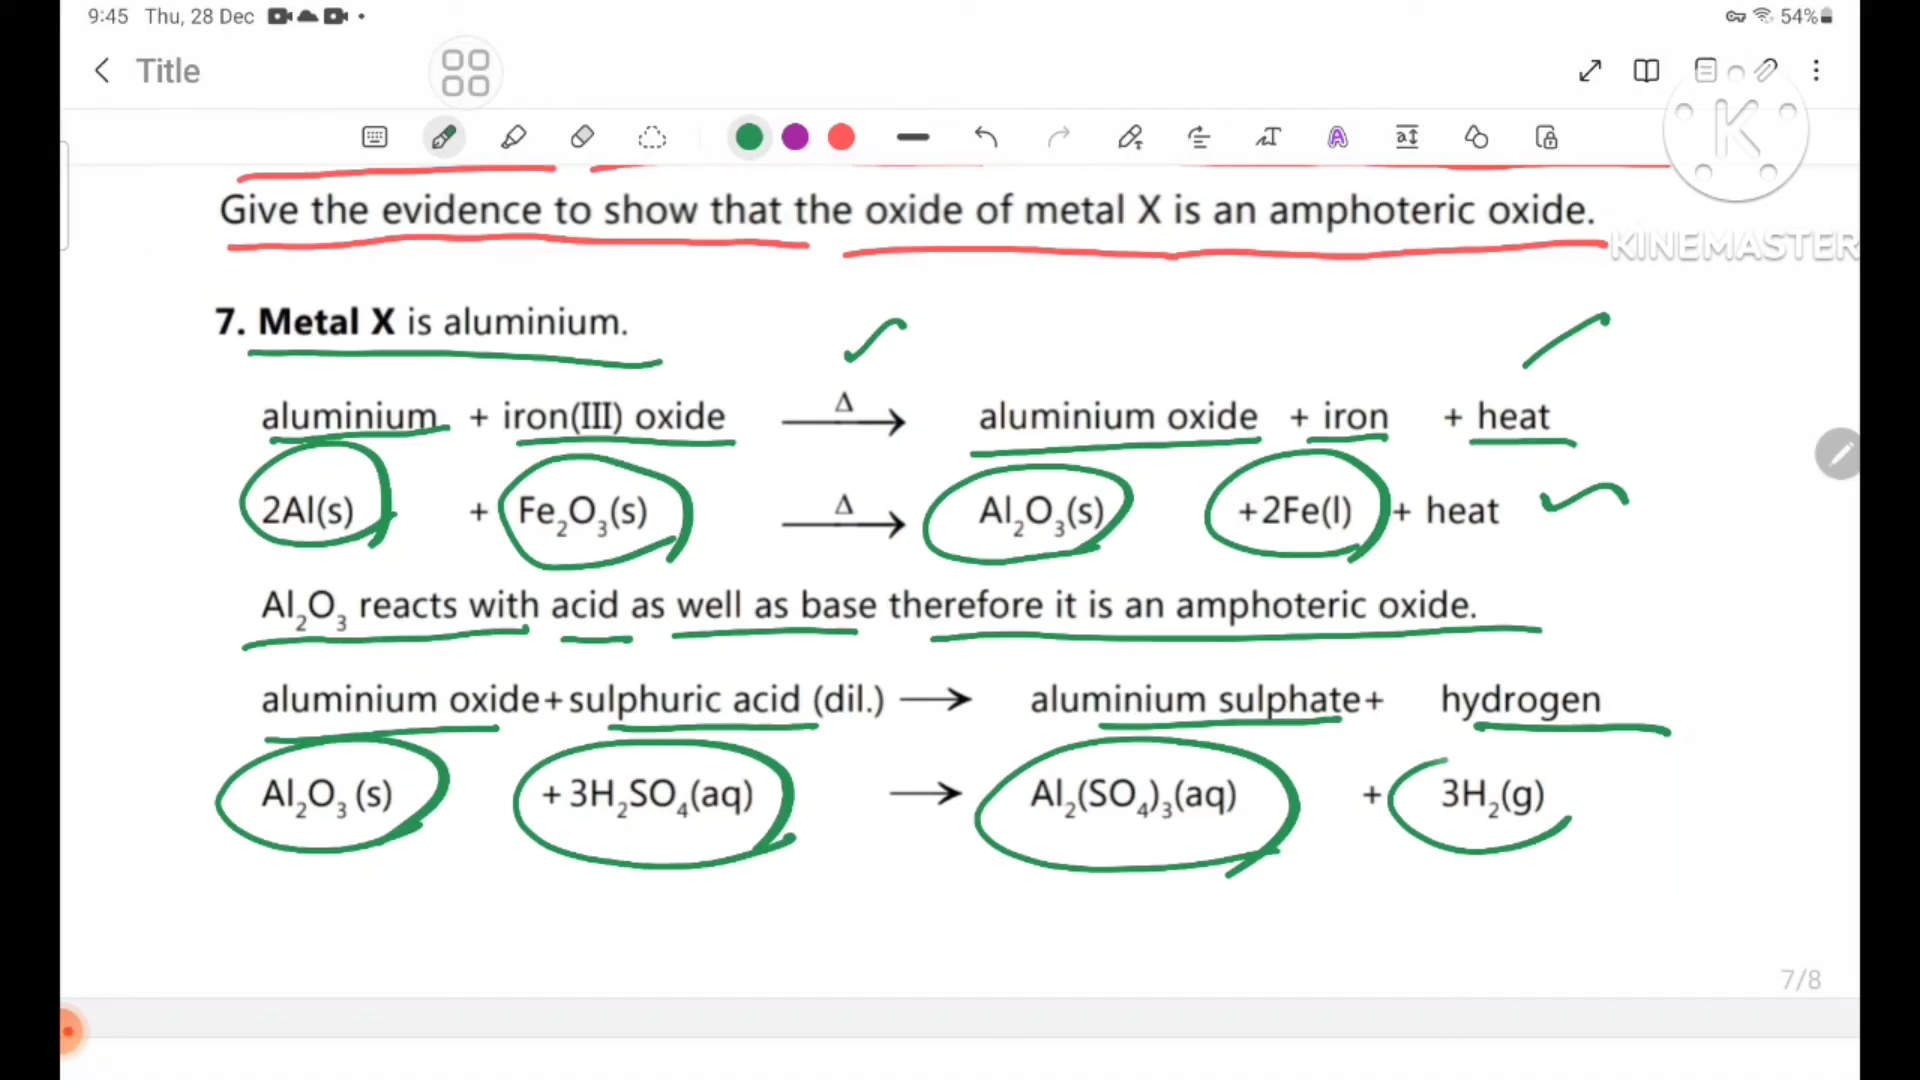 9:45 Thu, 28 Dec
54%
Title
K
KINEMASTER
Give the evidence to show that the oxide of metal X is an amphoteric oxide.
7. Metal X is aluminium.
aluminium + iron(III) oxide Δ→ aluminium oxide + iron + heat
2Al(s) + Fe₂O₃(s) Δ→ Al₂O₃(s) +2Fe(l) + heat
Al₂O₃ reacts with acid as well as base therefore it is an amphoteric oxide.
aluminium oxide+sulphuric acid (dil.) → aluminium sulphate+ hydrogen
Al₂O₃ (s) + 3H₂SO₄(aq) → Al₂(SO₄)₃(aq) + 3H₂(g)
7/8